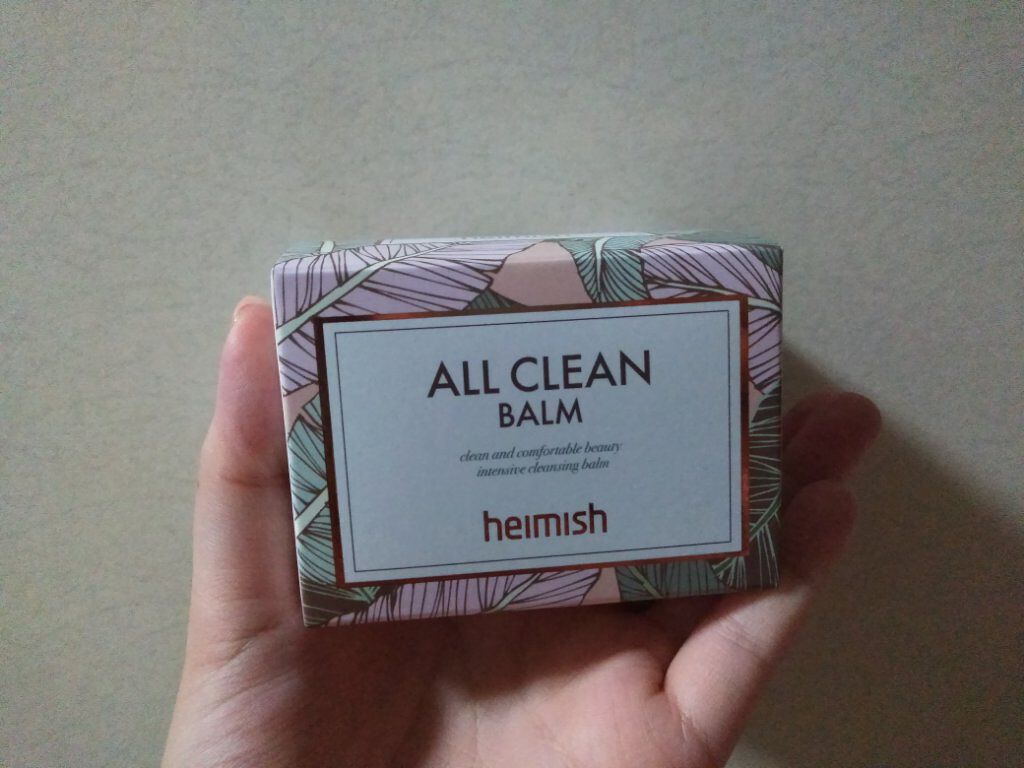 ALL CLEAN
BALM
clean and comfortable beauty
intensive cleansing balm
heimish